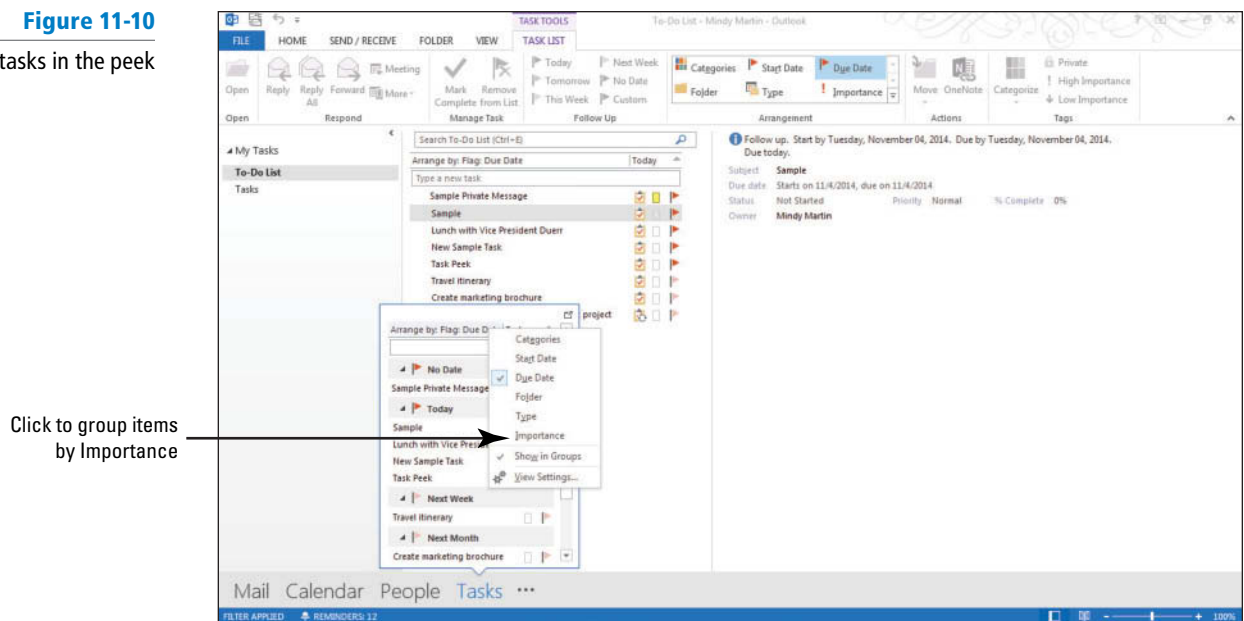 Figure 11-10
tasks in the peek
Click to group items
by Importance
TASK TOOLS
To-Do List - Mindy Martin - Outlook
FILE HOME SEND / RECEIVE FOLDER VIEW TASK LIST
Open
Reply
Reply All
Forward
Meeting
More
Mark Complete
Remove from List
Today
Tomorrow
This Week
Next Week
No Date
Custom
Categories
Start Date
Due Date
Folder
Type
Importance
Move
OneNote
Categorize
Private
High Importance
Low Importance
Open Respond Manage Task Follow Up Arrangement Actions Tags
My Tasks
To-Do List
Tasks
Search To-Do List (Ctrl+E)
Arrange by: Flag: Due Date Today
Type a new task
Sample Private Message
Sample
Lunch with Vice President Duerr
New Sample Task
Task Peek
Travel itinerary
Create marketing brochure
project
Follow up. Start by Tuesday, November 04, 2014. Due by Tuesday, November 04, 2014.
Due today.
Subject Sample
Due date Starts on 11/4/2014, due on 11/4/2014
Status Not Started Priority Normal % Complete 0%
Owner Mindy Martin
Arrange by: Flag: Due D
No Date
Sample Private Message
Today
Sample
Lunch with Vice Presi
New Sample Task
Task Peek
Next Week
Travel itinerary
Next Month
Create marketing brochure
Categories
Start Date
Due Date
Folder
Type
Importance
Show in Groups
View Settings...
Mail Calendar People Tasks •••
FILTER APPLIED REMINDERS: 12
100%